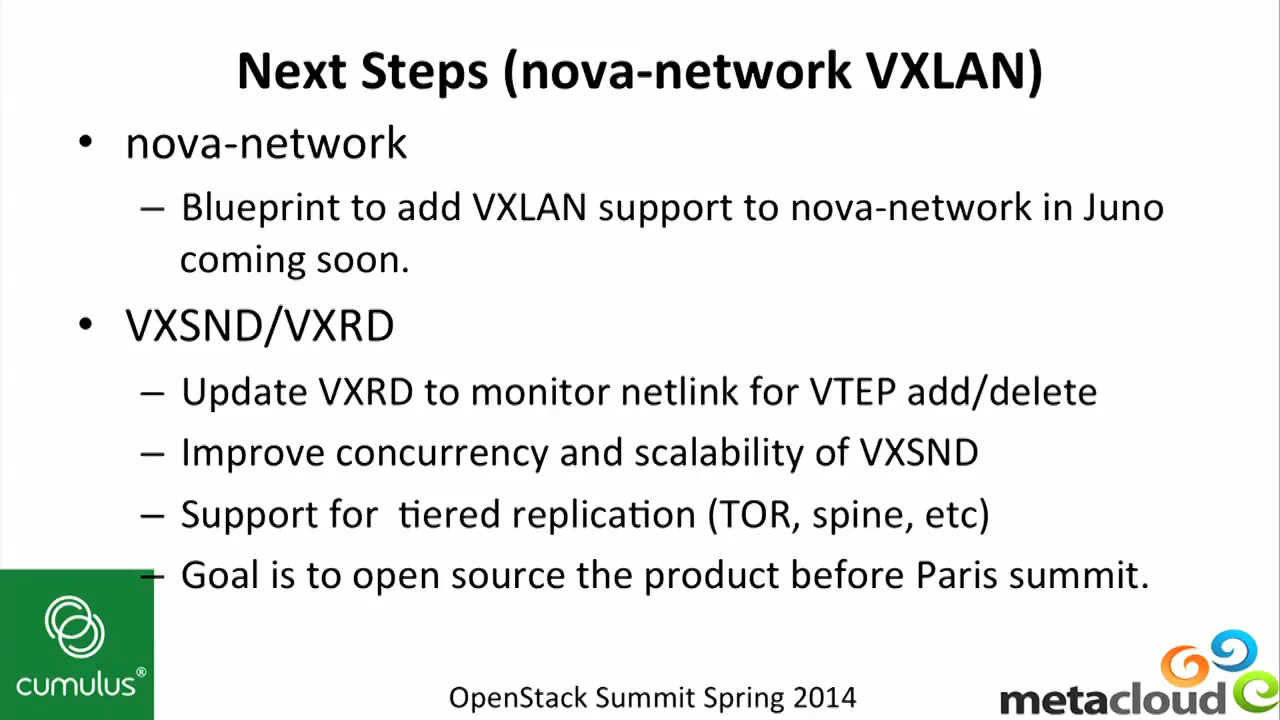 Next Steps (nova-network VXLAN)
• nova-network
– Blueprint to add VXLAN support to nova-network in Juno
coming soon.
• VXSND/VXRD
– Update VXRD to monitor netlink for VTEP add/delete
– Improve concurrency and scalability of VXSND
– Support for  tiered replication (TOR, spine, etc)
– Goal is to open source the product before Paris summit.
cumulus®
OpenStack Summit Spring 2014
metacloud